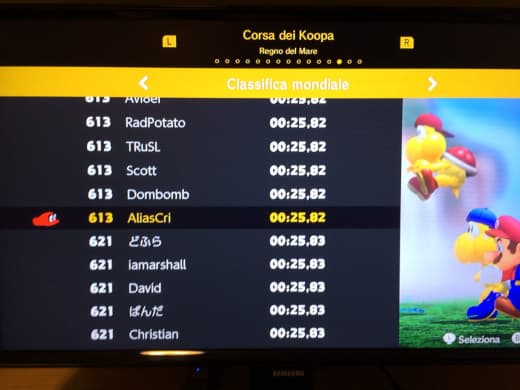 L
Corsa dei Koopa
R
Regno del Mare
Classifica mondiale
00:25,82
613 RadPotato 00:25,82
613 TRuSL 00:25,82
613 Scott 00:25,82
613 Dombomb 00:25,82
613 AliasCri 00:25,82
621 どふら 00:25,83
621 iamarshall 00:25,83
621 David 00:25,83
621 ぱんだ 00:25,83
621 Christian 00:25,83
L Seleziona
SAMSUNG